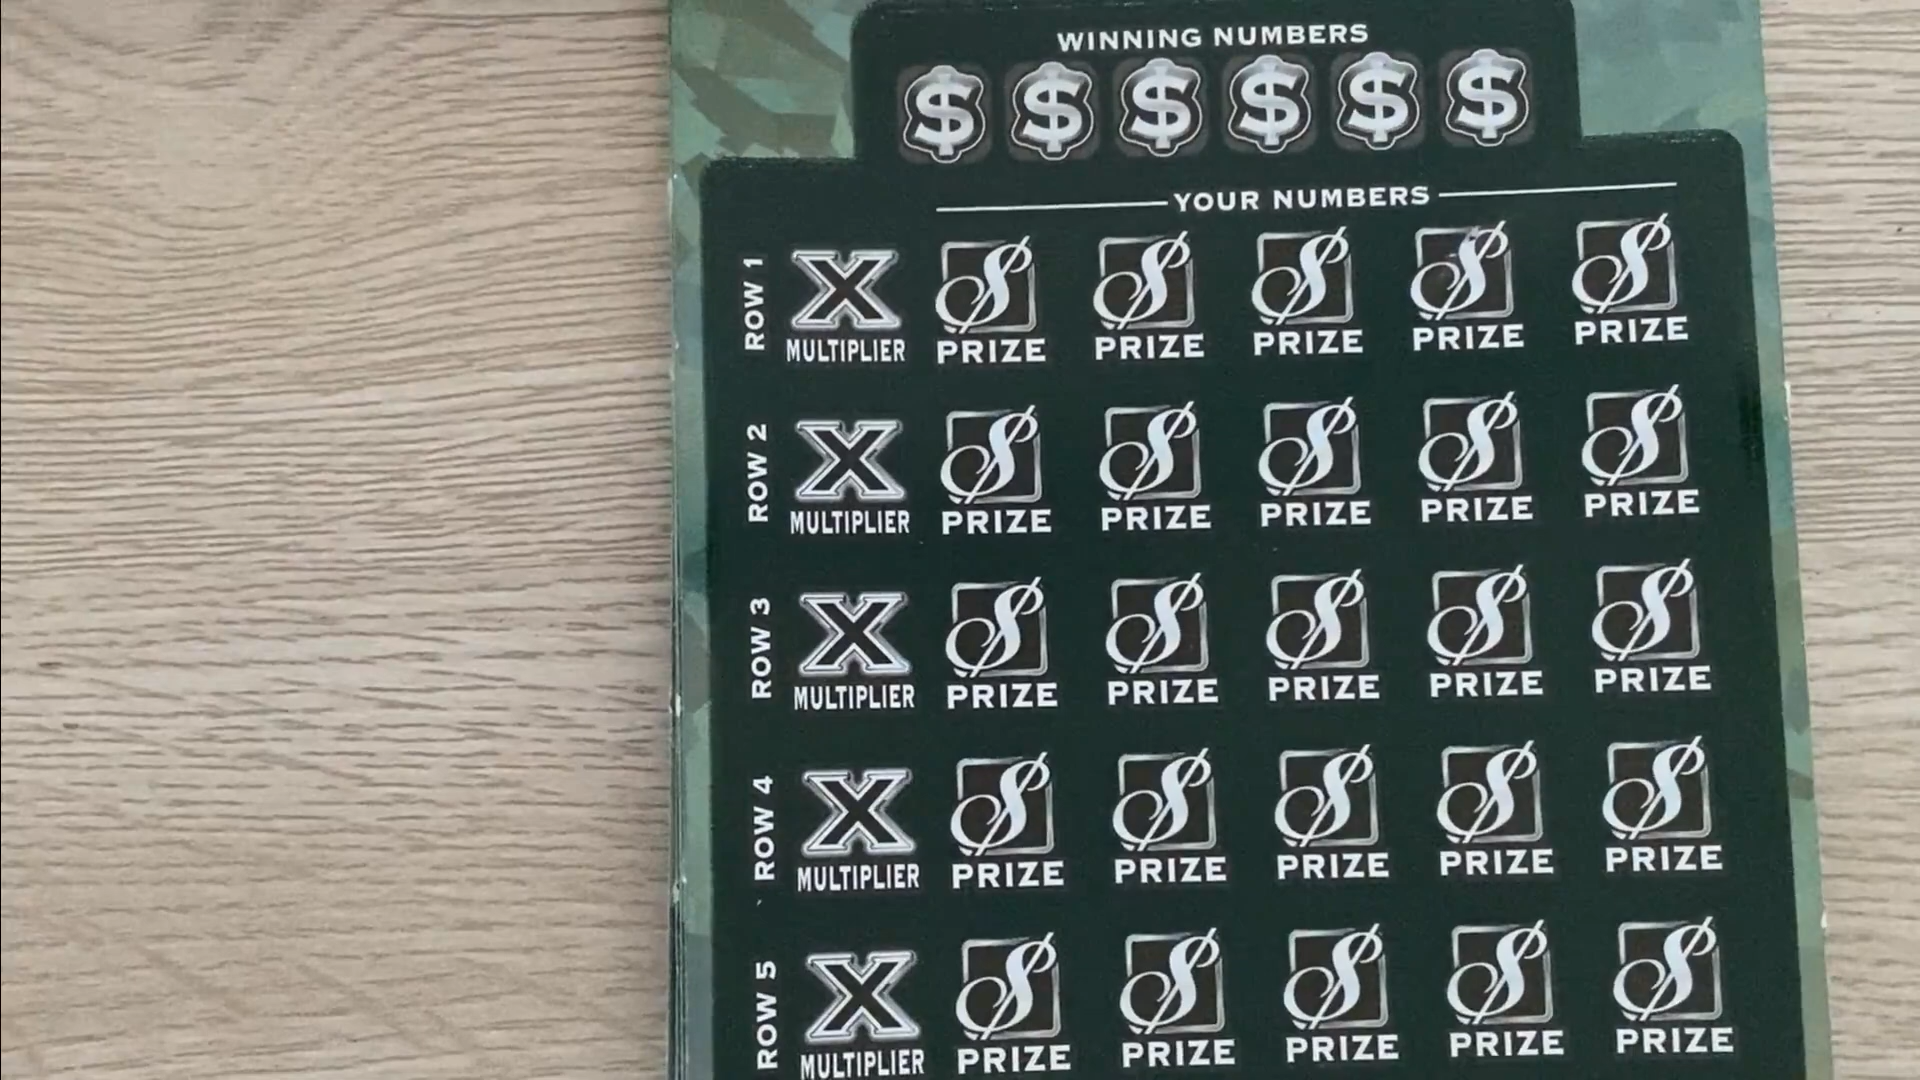 WINNING NUMBERS
$ $ $ $ $ $
YOUR NUMBERS
ROW 1 X $ $ $ $ $
MULTIPLIER PRIZE PRIZE PRIZE PRIZE PRIZE
ROW 2 X $ $ $ $ $
MULTIPLIER PRIZE PRIZE PRIZE PRIZE PRIZE
ROW 3 X $ $ $ $ $
MULTIPLIER PRIZE PRIZE PRIZE PRIZE PRIZE
ROW 4 X $ $ $ $ $
MULTIPLIER PRIZE PRIZE PRIZE PRIZE PRIZE
ROW 5 X $ $ $ $ $
MULTIPLIER PRIZE PRIZE PRIZE PRIZE PRIZE